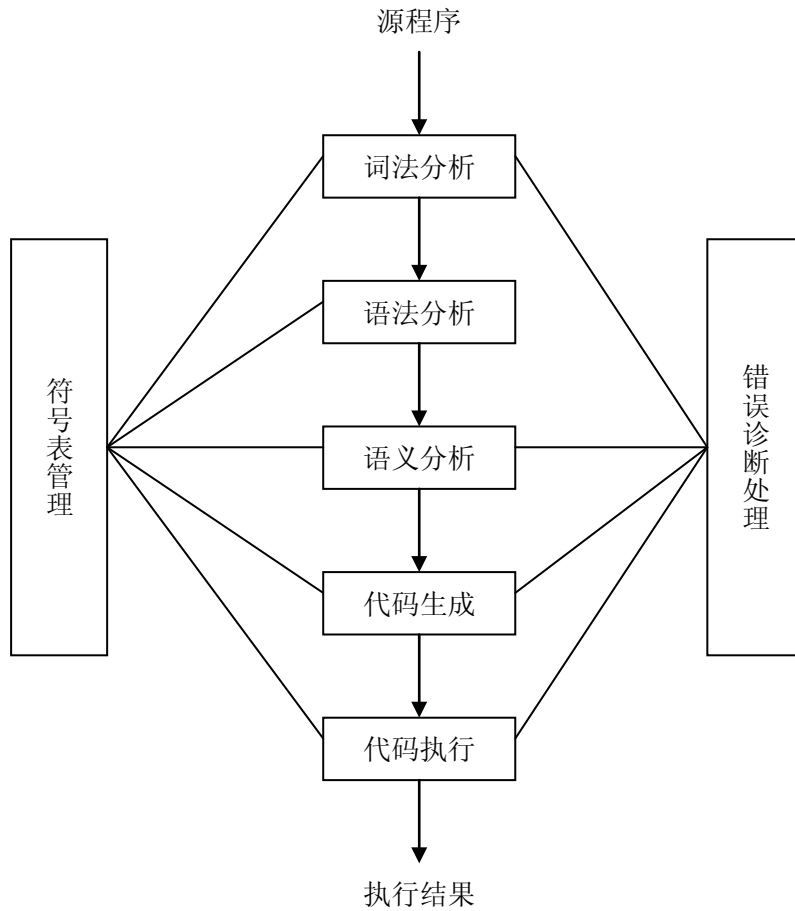 源程序
词法分析
语法分析
符号表管理
错误诊断处理
语义分析
代码生成
代码执行
执行结果